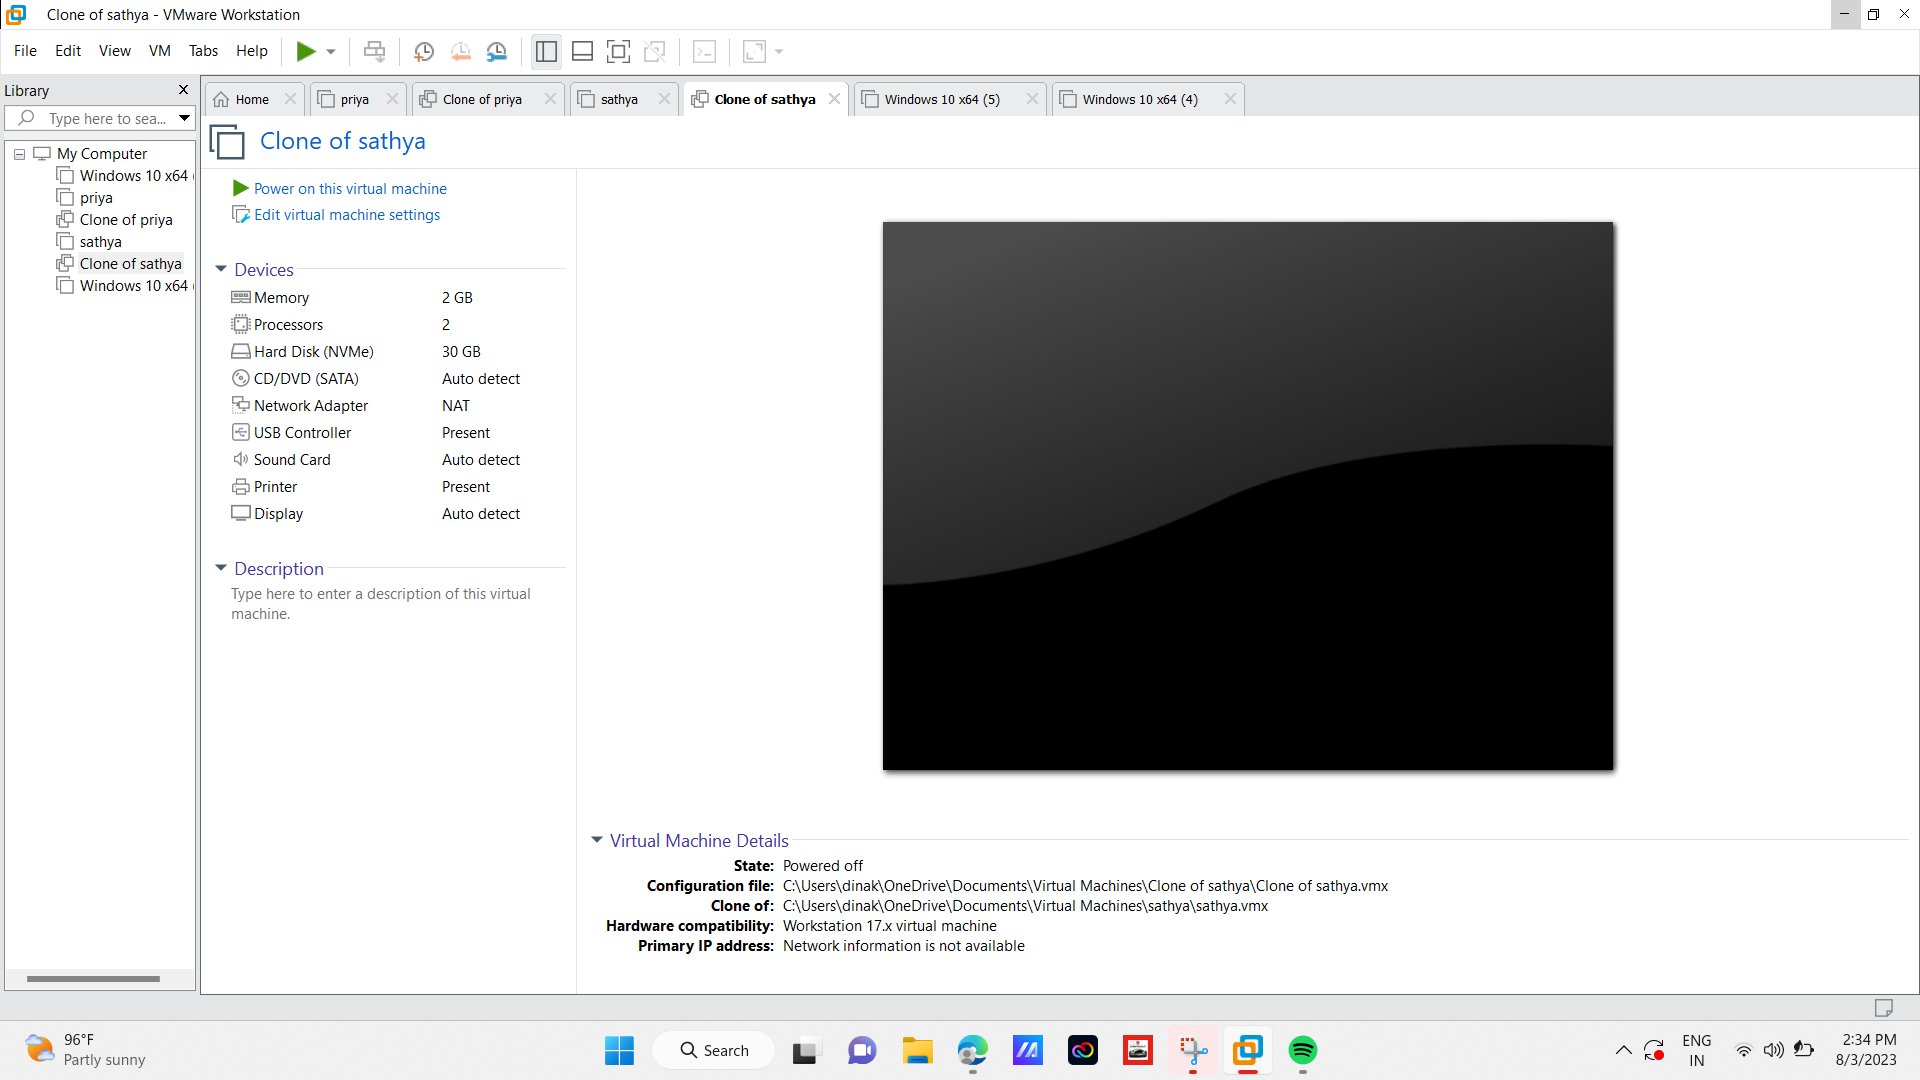 Clone of sathya - VMware Workstation
File Edit View VM Tabs Help
Library
Type here to sea...
My Computer
Windows 10 x64
priya
Clone of priya
sathya
Clone of sathya
Windows 10 x64
Home
priya
Clone of priya
sathya
Clone of sathya
Windows 10 x64 (5)
Windows 10 x64 (4)
Clone of sathya
Power on this virtual machine
Edit virtual machine settings
Devices
Memory 2 GB
Processors 2
Hard Disk (NVMe) 30 GB
CD/DVD (SATA) Auto detect
Network Adapter NAT
USB Controller Present
Sound Card Auto detect
Printer Present
Display Auto detect
Description
Type here to enter a description of this virtual
machine.
Virtual Machine Details
State: Powered off
Configuration file: C:\Users\dinak\OneDrive\Documents\Virtual Machines\Clone of sathya\Clone of sathya.vmx
Clone of: C:\Users\dinak\OneDrive\Documents\Virtual Machines\sathya\sathya.vmx
Hardware compatibility: Workstation 17.x virtual machine
Primary IP address: Network information is not available
96°F
Partly sunny
Search
ENG
IN
2:34 PM
8/3/2023